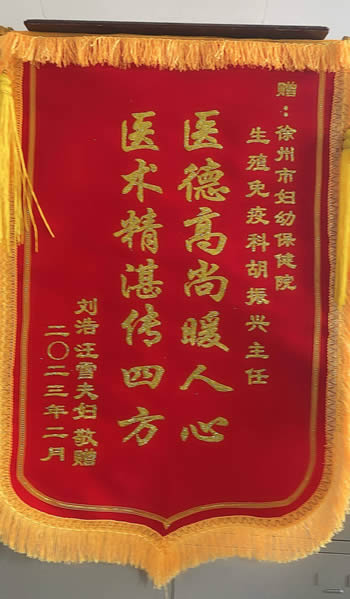 赠：徐州市妇幼保健院
生殖免疫科胡振兴主任
医德高尚暖人心
医术精湛传四方
刘浩 汪雪夫妇 敬赠
二〇二三年二月